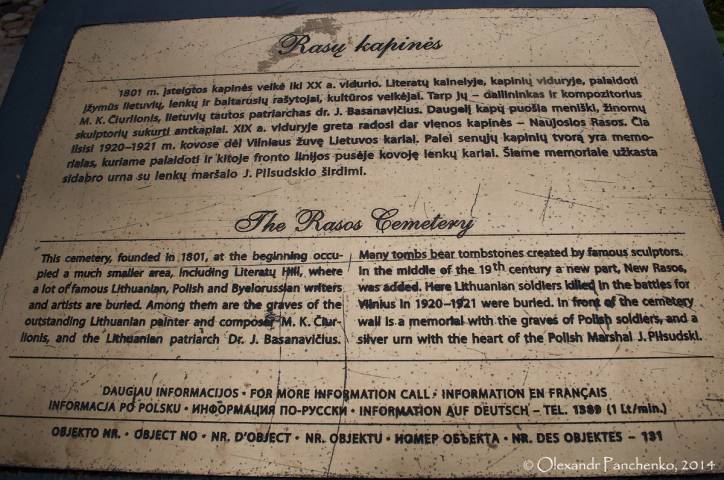 Rasų kapinės
1801 m. įsteigtos kapinės veikė iki XX a. vidurio. Literatų kalnelyje, kapinių viduryje, palaidoti
įžymūs lietuvių, lenkų ir baltarusių rašytojai, kultūros veikėjai. Tarp jų – dailininkas ir kompozitorius
M. K. Čiurlionis, lietuvių tautos patriarchas dr. J. Basanavičius. Daugelį kapų puošia meniški, žinomų
skulptorių sukurti antkapiai. XIX a. viduryje greta radosi dar vienos kapinės – Naujosios Rasos. Čia
ilsisi 1920–1921 m. kovose dėl Vilniaus žuvę Lietuvos kariai. Palei senųjų kapinių tvorą yra memo-
rialas, kuriame palaidoti ir kitoje fronto linijos pusėje kovoję lenkų kariai. Šiame memoriale užkasta
sidabro urna su lenkų maršalo J. Pilsudskio širdimi.
The Rasos Cemetery
This cemetery, founded in 1801, at the beginning occu-
pied a much smaller area, including Literatų Hill, where
a lot of famous Lithuanian, Polish and Byelorussian writers
and artists are buried. Among them are the graves of the
outstanding Lithuanian painter and composer M. K. Čiur-
lionis, and the Lithuanian patriarch Dr. J. Basanavičius.
Many tombs bear tombstones created by famous sculptors.
In the middle of the 19th century a new part, New Rasos,
was added. Here Lithuanian soldiers killed in the battles for
Vilnius in 1920–1921 were buried. In front of the cemetery
wall is a memorial with the graves of Polish soldiers, and a
silver urn with the heart of the Polish Marshal J. Piłsudski.
DAUGIAU INFORMACIJOS • FOR MORE INFORMATION CALL • INFORMATION EN FRANÇAIS
INFORMACJA PO POLSKU • ИНФОРМАЦИЯ ПО-РУССКИ • INFORMATION AUF DEUTSCH – TEL. 1389 (1 Lt/min.)
OBJEKTO NR. • OBJECT NO • NR. D'OBJECT • NR. OBJEKTU • НОМЕР ОБЪЕКТА • NR. DES OBJEKTES – 131
© Olexandr Panchenko, 2014